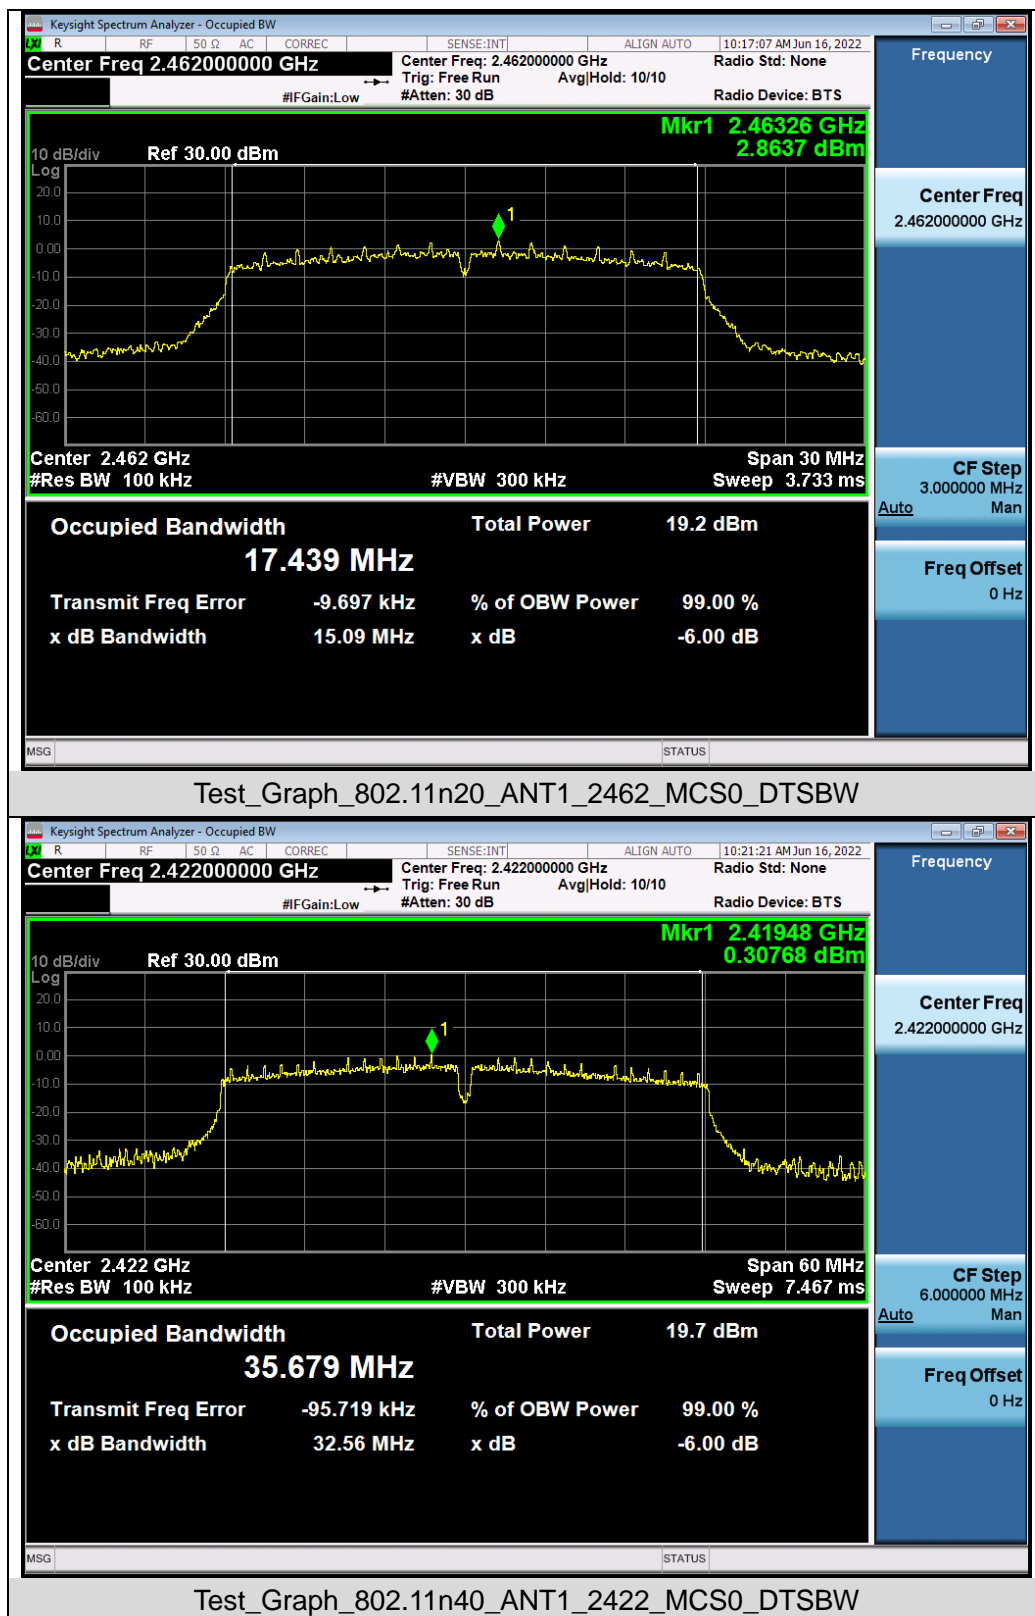 Keysight Spectrum Analyzer - Occupied BW
LXI R RF 50 Ω AC CORREC SENSE:INT ALIGN AUTO 10:17:07 AM Jun 16, 2022
Center Freq 2.462000000 GHz
Center Freq: 2.462000000 GHz
Radio Std: None
Trig: Free Run Avg|Hold: 10/10
#IFGain:Low
#Atten: 30 dB
Radio Device: BTS
Frequency
Mkr1 2.46326 GHz
2.8637 dBm
10 dB/div Ref 30.00 dBm
Log
20.0
10.0
1
0.00
-10.0
-20.0
-30.0
-40.0
-50.0
-60.0
Center 2.462 GHz Span 30 MHz
#Res BW 100 kHz #VBW 300 kHz Sweep 3.733 ms
Center Freq
2.462000000 GHz
CF Step
3.000000 MHz
Auto Man
Freq Offset
0 Hz
Occupied Bandwidth Total Power 19.2 dBm
17.439 MHz
Transmit Freq Error -9.697 kHz % of OBW Power 99.00 %
x dB Bandwidth 15.09 MHz x dB -6.00 dB
MSG STATUS
Test_Graph_802.11n20_ANT1_2462_MCS0_DTSBW
Keysight Spectrum Analyzer - Occupied BW
LXI R RF 50 Ω AC CORREC SENSE:INT ALIGN AUTO 10:21:21 AM Jun 16, 2022
Center Freq 2.422000000 GHz
Center Freq: 2.422000000 GHz
Radio Std: None
Trig: Free Run Avg|Hold: 10/10
#IFGain:Low
#Atten: 30 dB
Radio Device: BTS
Frequency
Mkr1 2.41948 GHz
0.30768 dBm
10 dB/div Ref 30.00 dBm
Log
20.0
10.0
1
0.00
-10.0
-20.0
-30.0
-40.0
-50.0
-60.0
Center 2.422 GHz Span 60 MHz
#Res BW 100 kHz #VBW 300 kHz Sweep 7.467 ms
Center Freq
2.422000000 GHz
CF Step
6.000000 MHz
Auto Man
Freq Offset
0 Hz
Occupied Bandwidth Total Power 19.7 dBm
35.679 MHz
Transmit Freq Error -95.719 kHz % of OBW Power 99.00 %
x dB Bandwidth 32.56 MHz x dB -6.00 dB
MSG STATUS
Test_Graph_802.11n40_ANT1_2422_MCS0_DTSBW